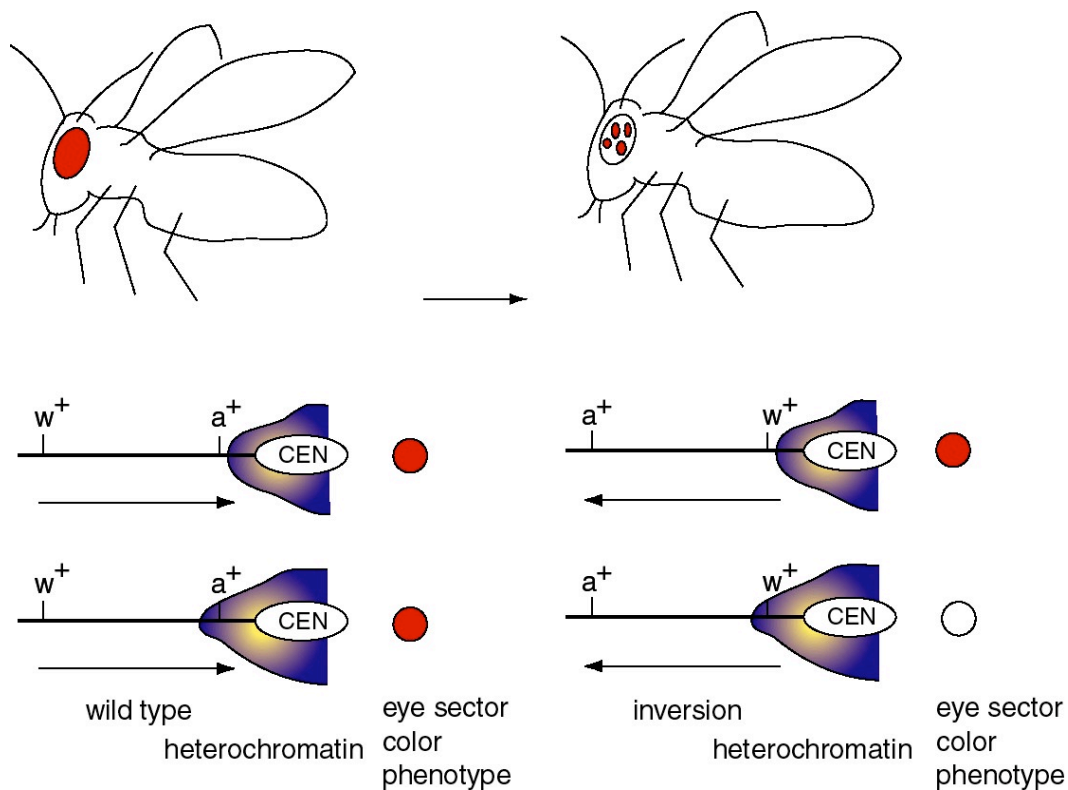 w+ a+
CEN
w+ a+
CEN
wild type
heterochromatin
eye sector
color
phenotype
a+ w+
CEN
a+ w+
CEN
inversion
heterochromatin
eye sector
color
phenotype